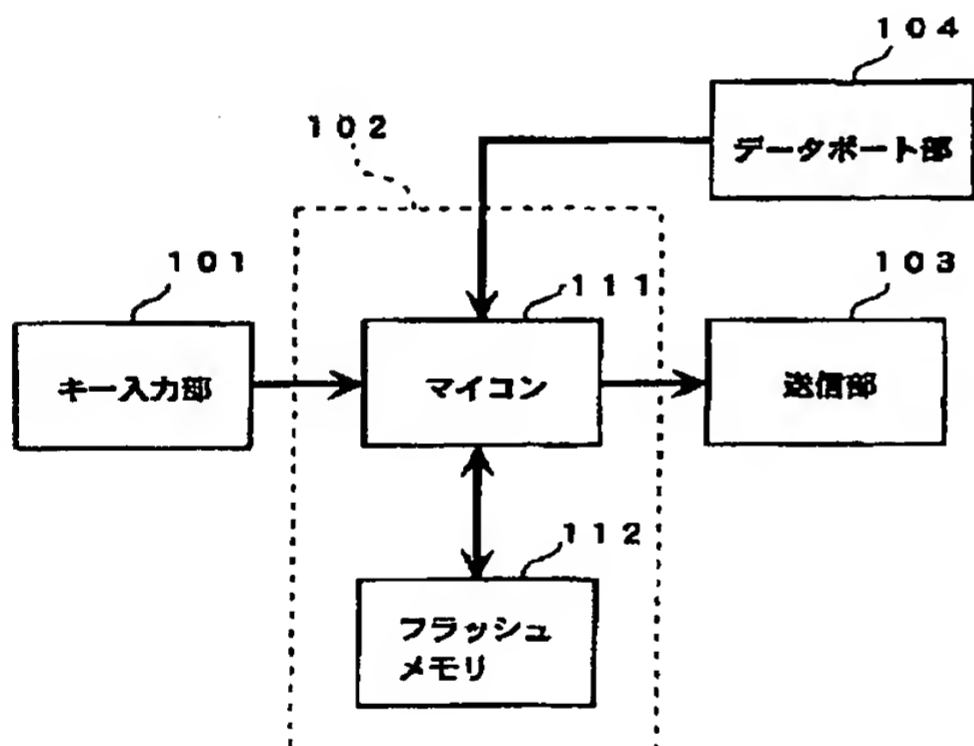 １０４
データポート部
１０２
１０１
キー入力部
１１１
マイコン
１０３
送信部
１１２
フラッシュ
メモリ